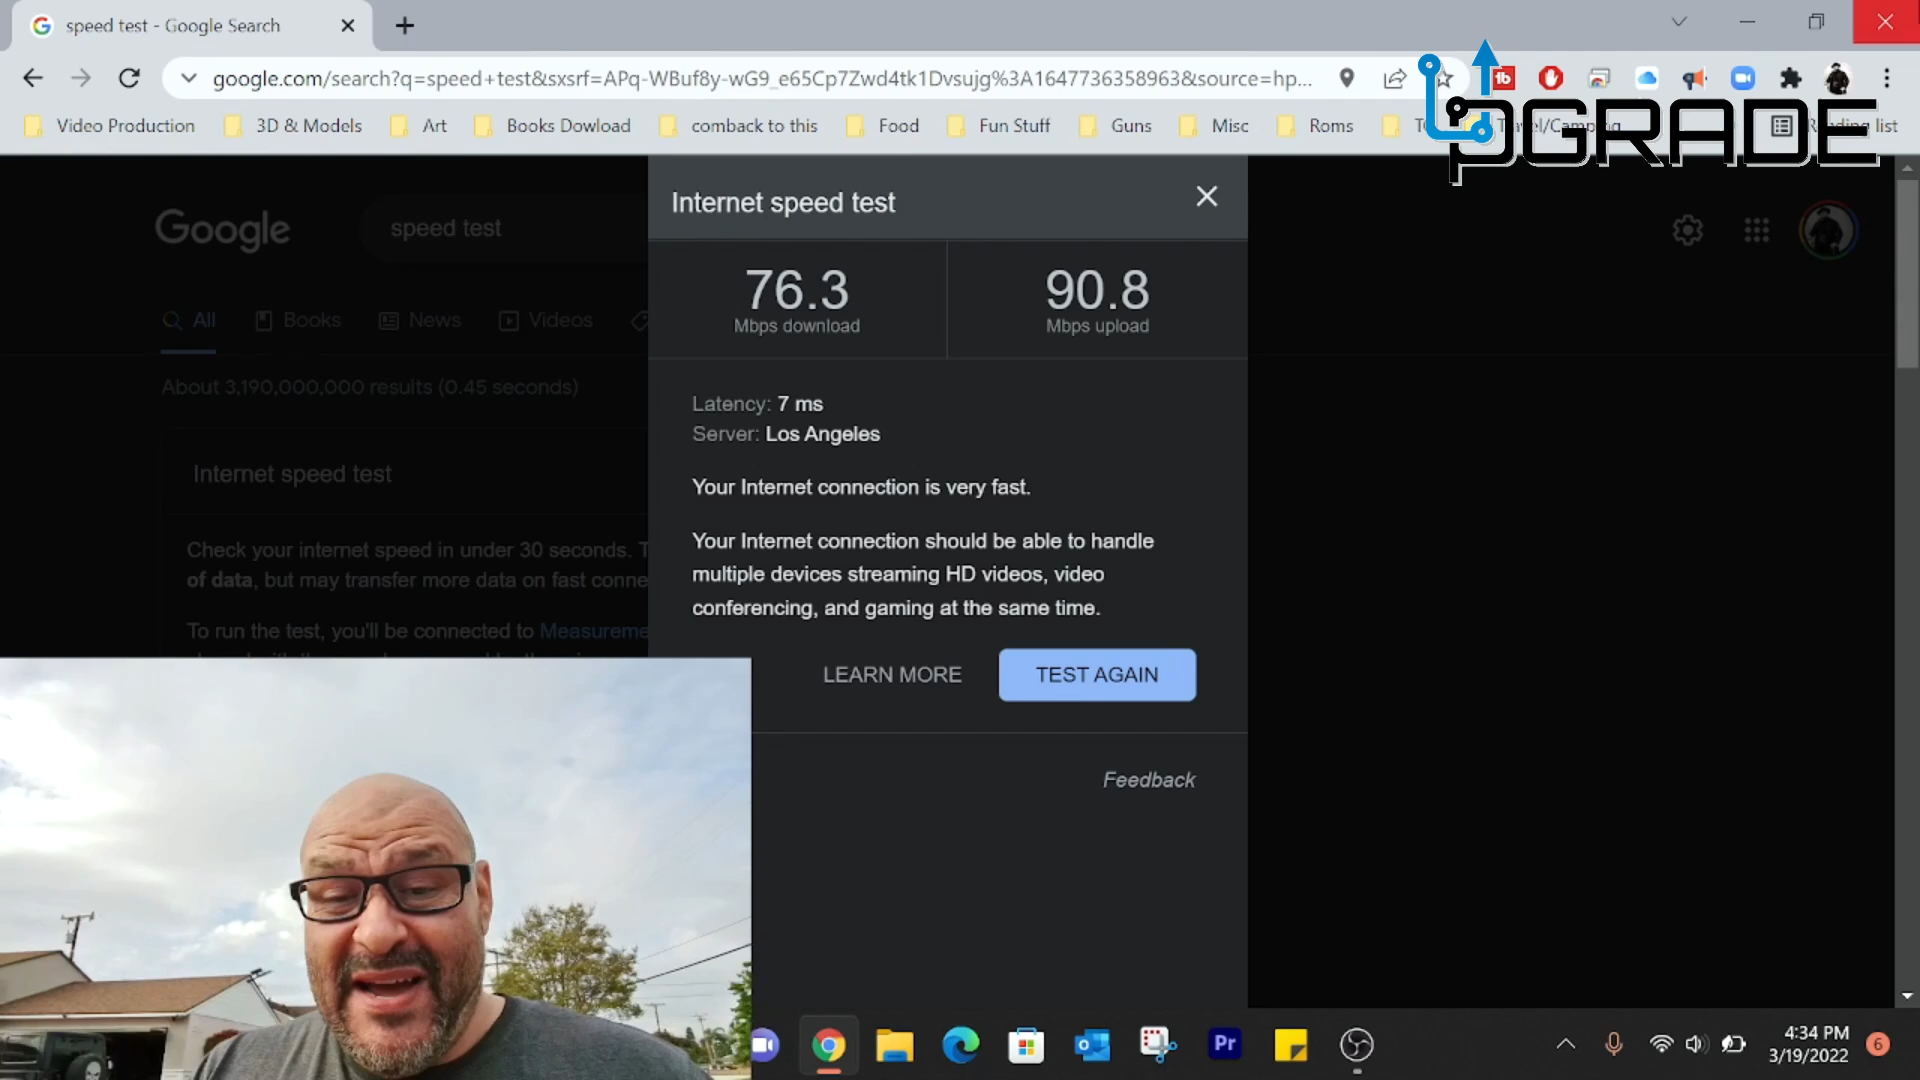 speed test - Google Search
google.com/search?q=speed+test&sxsrf=APq-WBuf8y-wG9_e65Cp7Zwd4tk1Dvsujg%3A1647736358963&source=hp...
Video Production 3D & Models Art Books Dowload comback to this Food Fun Stuff Guns Misc Roms
list
UPGRADE
Google
speed test
All Books News Videos
About 3,190,000,000 results (0.45 seconds)
Internet speed test
Check your internet speed in under 30 seconds.
of data, but may transfer more data on fast
To run the test, you'll be connected to
Internet speed test
76.3 90.8
Mbps download Mbps upload
Latency: 7 ms
Server: Los Angeles
Your Internet connection is very fast.
Your Internet connection should be able to handle
multiple devices streaming HD videos, video
conferencing, and gaming at the same time.
LEARN MORE TEST AGAIN
Feedback
Pr
4:34 PM
3/19/2022
6